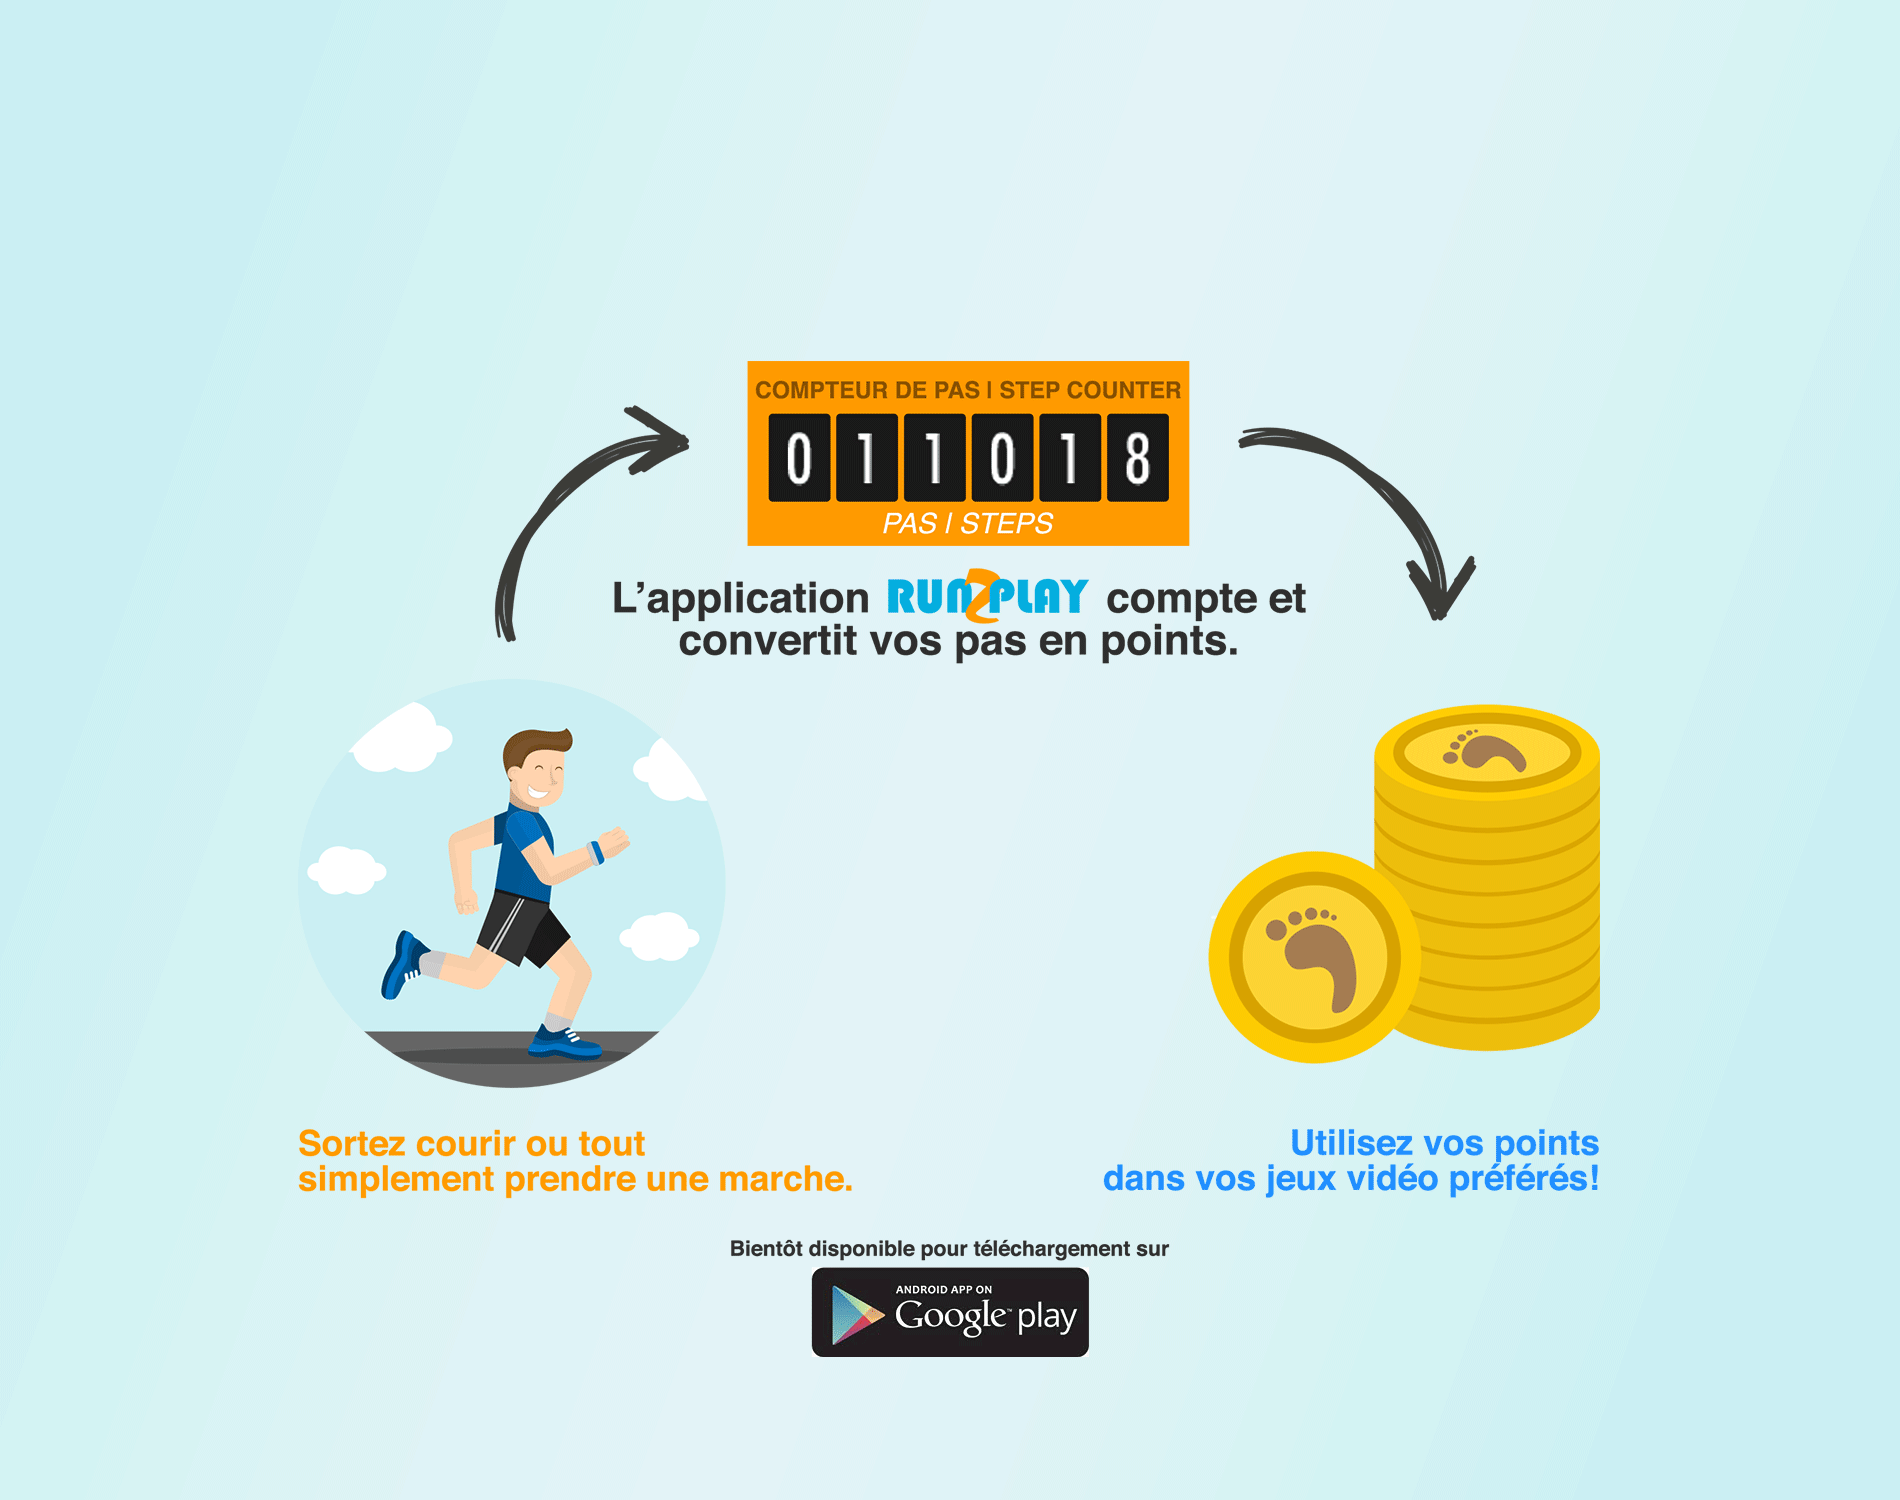 COMPTEUR DE PAS | STEP COUNTER
011018
PAS | STEPS
L’application RUN2PLAY compte et
convertit vos pas en points.
Sortez courir ou tout
simplement prendre une marche.
Utilisez vos points
dans vos jeux vidéo préférés!
Bientôt disponible pour téléchargement sur
ANDROID APP ON
Google™ play